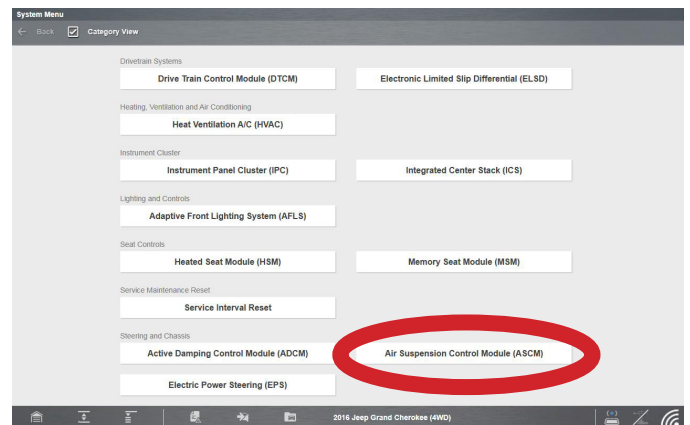 System Menu
Back Category View
Drivetrain Systems
Drive Train Control Module (DTCM) Electronic Limited Slip Differential (ELSD)
Heating, Ventilation and Air Conditioning
Heat Ventilation A/C (HVAC)
Instrument Cluster
Instrument Panel Cluster (IPC) Integrated Center Stack (ICS)
Lighting and Controls
Adaptive Front Lighting System (AFLS)
Seat Controls
Heated Seat Module (HSM) Memory Seat Module (MSM)
Service Maintenance Reset
Service Interval Reset
Steering and Chassis
Active Damping Control Module (ADCM) Air Suspension Control Module (ASCM)
Electric Power Steering (EPS)
2016 Jeep Grand Cherokee (4WD)